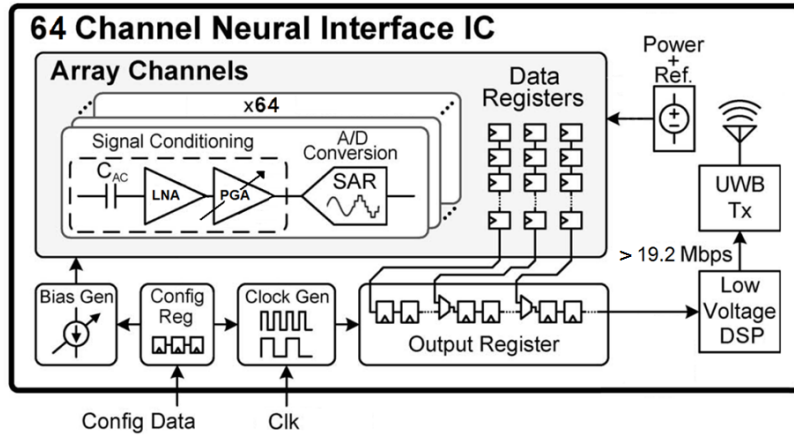 64 Channel Neural Interface IC
Array Channels
x64
Signal Conditioning
A/D
Conversion
CAC
LNA
PGA
SAR
Data
Registers
Power
+
Ref.
UWB
Tx
> 19.2 Mbps
Low
Voltage
DSP
Bias Gen
Config
Reg
Clock Gen
Output Register
Config Data
Clk